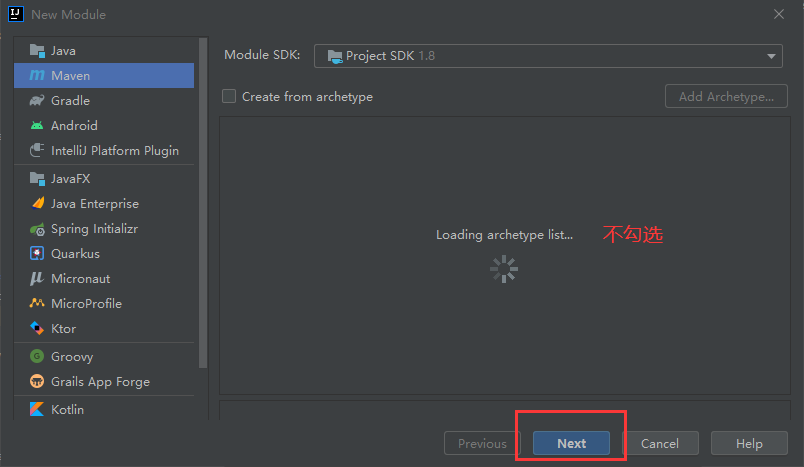 New Module
Java
Maven
Gradle
Android
IntelliJ Platform Plugin
JavaFX
Java Enterprise
Spring Initializr
Quarkus
Micronaut
MicroProfile
Ktor
Groovy
Grails App Forge
Kotlin
Module SDK: Project SDK 1.8
Create from archetype Add Archetype...
Loading archetype list... 不勾选
Previous Next Cancel Help